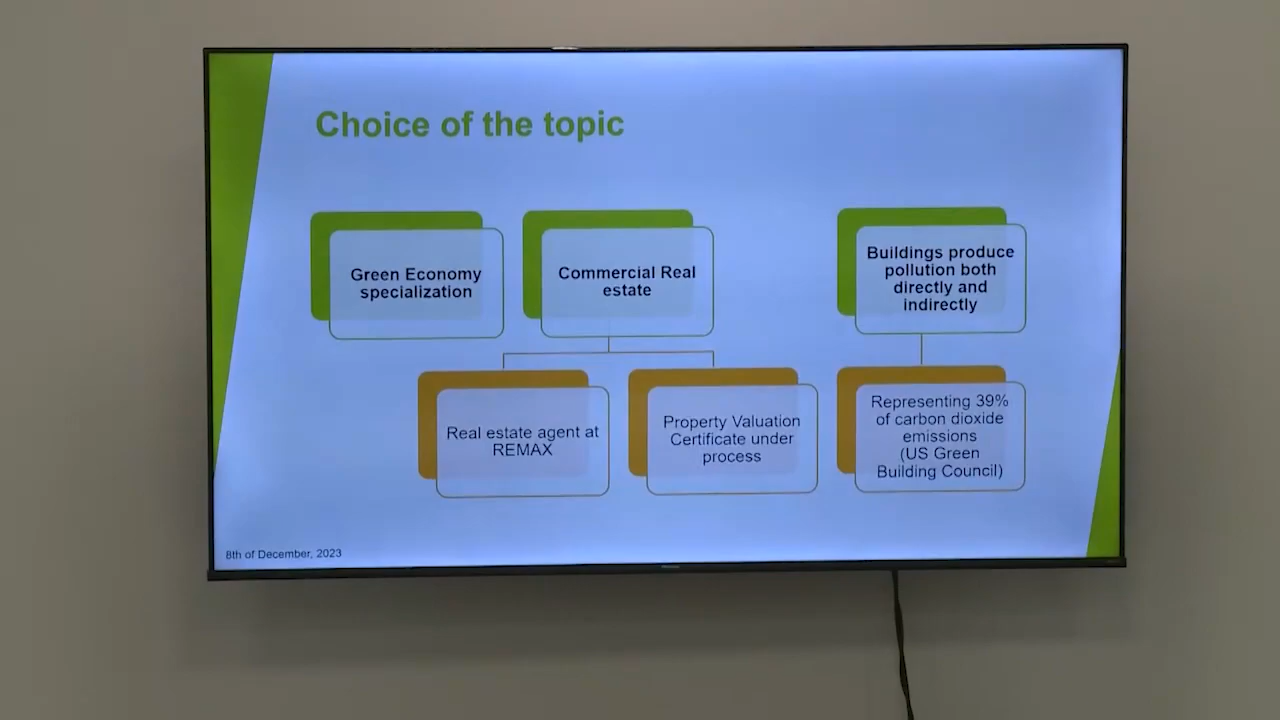 Choice of the topic
Green Economy
specialization
Commercial Real
estate
Buildings produce
pollution both
directly and
indirectly
Real estate agent at
REMAX
Property Valuation
Certificate under
process
Representing 39%
of carbon dioxide
emissions
(US Green
Building Council)
8th of December, 2023